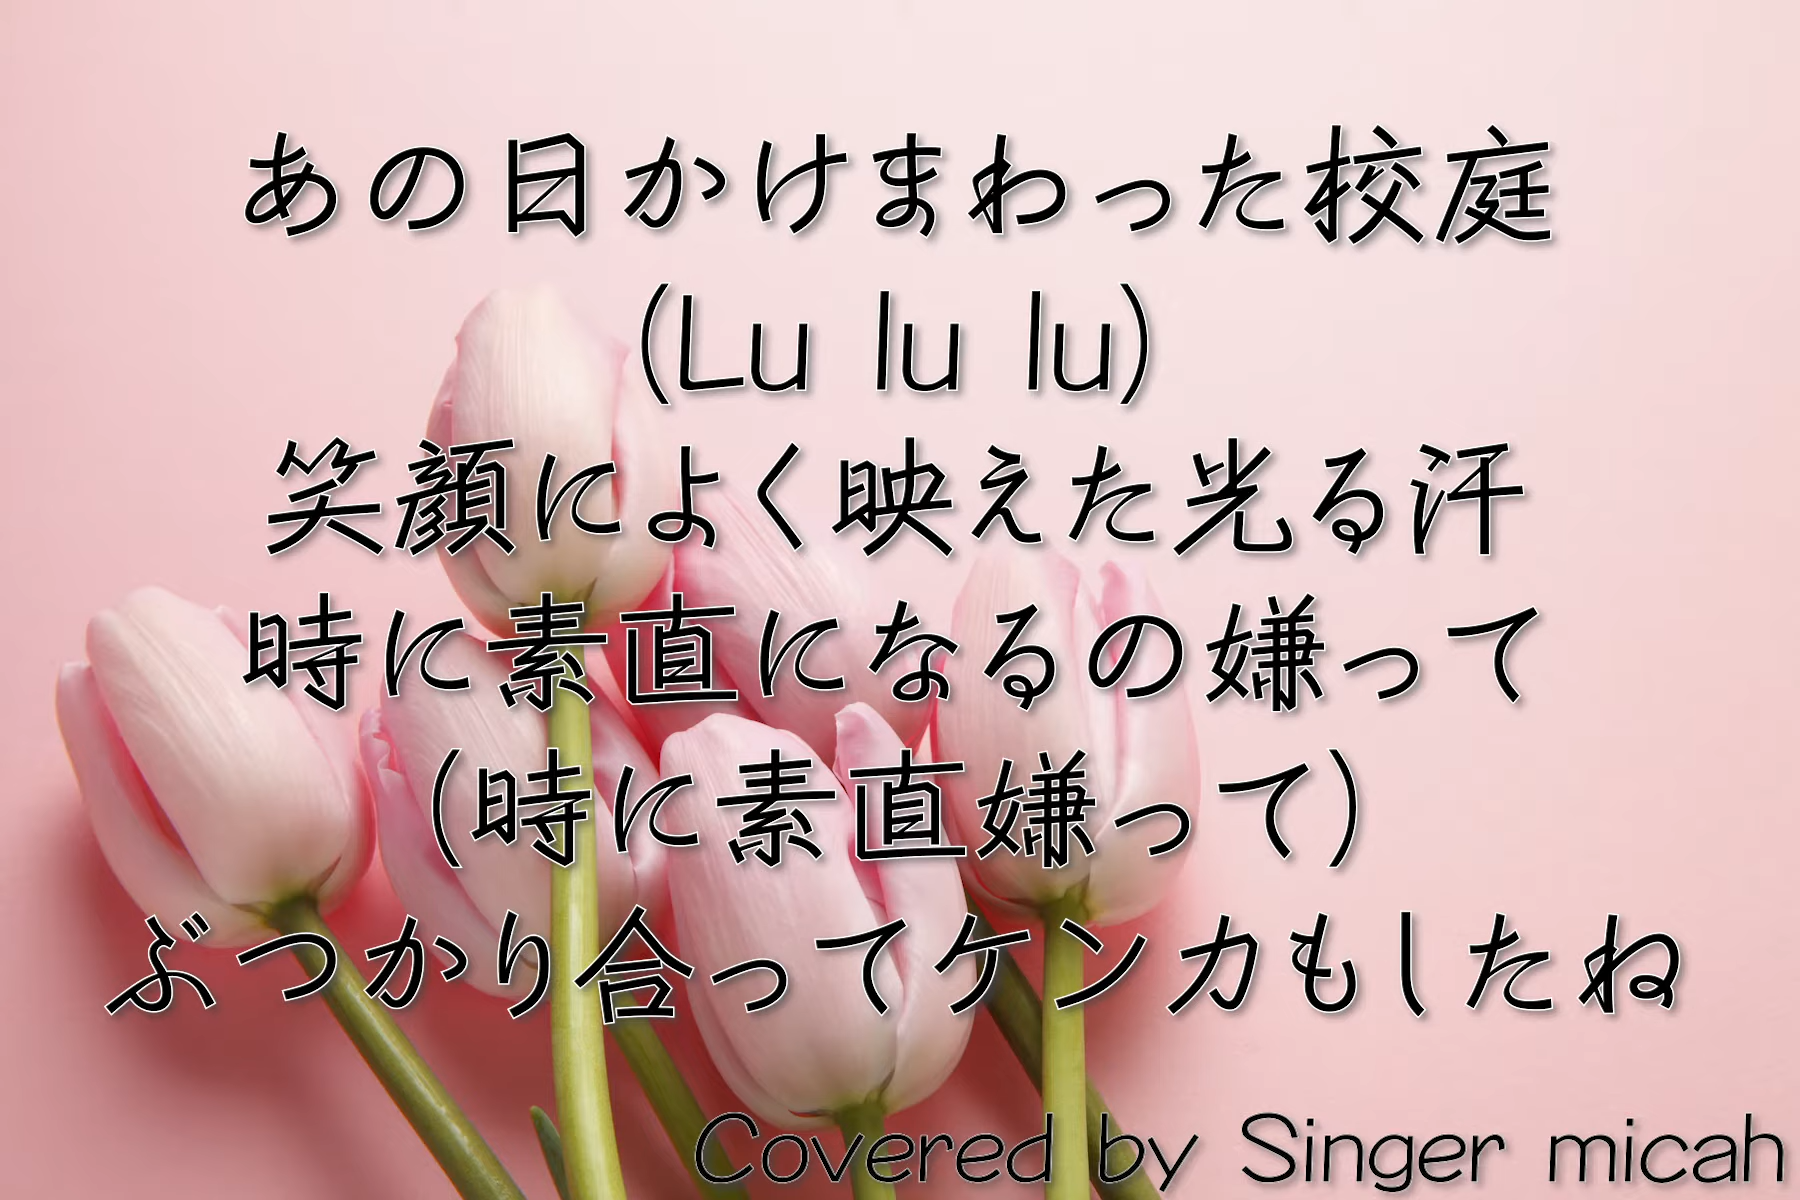 あの日かけまわった校庭
(Lu lu lu)
笑顔によく映えた光る汗
時に素直になるの嫌って
(時に素直嫌って)
ぶつかり合ってケンカもしたね
Covered by Singer micah